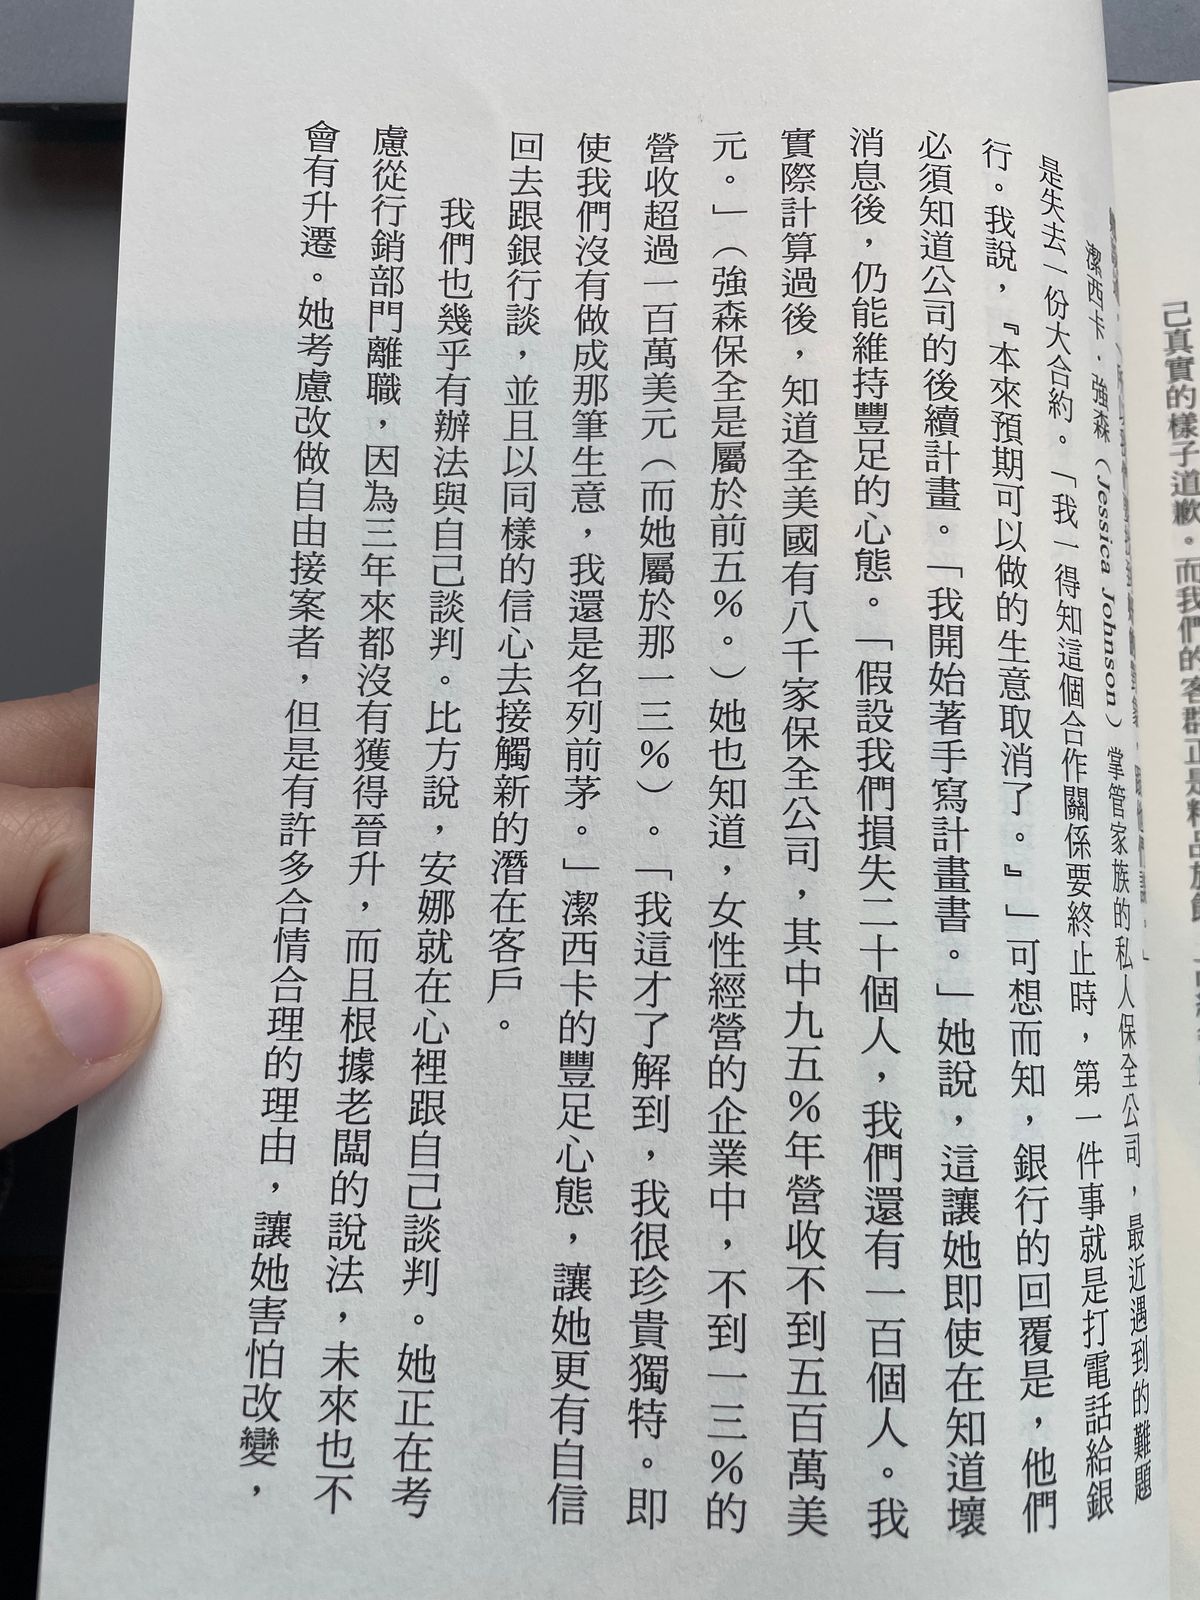 己真實的樣子道歉。而我們的客群正是精品旅館
潔西卡．強森（Jessica Johnson）掌管家族的私人保全公司，最近遇到的難題
是失去一份大合約。「我一得知這個合作關係要終止時，第一件事就是打電話給銀
行。我說，『本來預期可以做的生意取消了。』」可想而知，銀行的回覆是，他們
必須知道公司的後續計畫。「我開始著手寫計畫書。」她說，這讓她即使在知道壞
消息後，仍能維持豐足的心態。「假設我們損失二十個人，我們還有一百個人。我
實際計算過後，知道全美國有八千家保全公司，其中九五%年營收不到五百萬美
元。」（強森保全是屬於前五%。）她也知道，女性經營的企業中，不到一三%的
營收超過一百萬美元（而她屬於那一三%）。「我這才了解到，我很珍貴獨特。即
使我們沒有做成那筆生意，我還是名列前茅。」潔西卡的豐足心態，讓她更有自信
回去跟銀行談，並且以同樣的信心去接觸新的潛在客戶。
我們也幾乎有辦法與自己談判。比方說，安娜就在心裡跟自己談判。她正在考
慮從行銷部門離職，因為三年來都沒有獲得晉升，而且根據老闆的說法，未來也不
會有升遷。她考慮改做自由接案者，但是有許多合情合理的理由，讓她害怕改變，